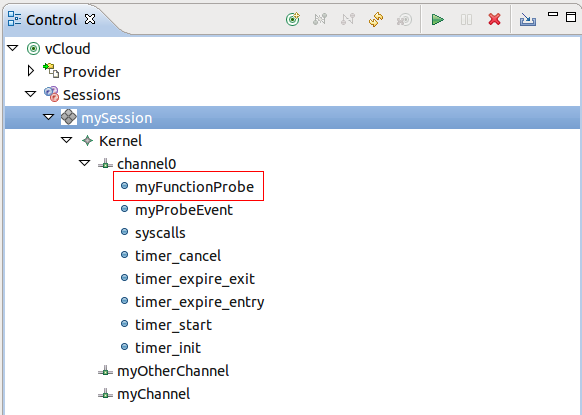 Control
vCloud
Provider
Sessions
mySession
Kernel
channel0
myFunctionProbe
myProbeEvent
syscalls
timer_cancel
timer_expire_exit
timer_expire_entry
timer_start
timer_init
myOtherChannel
myChannel